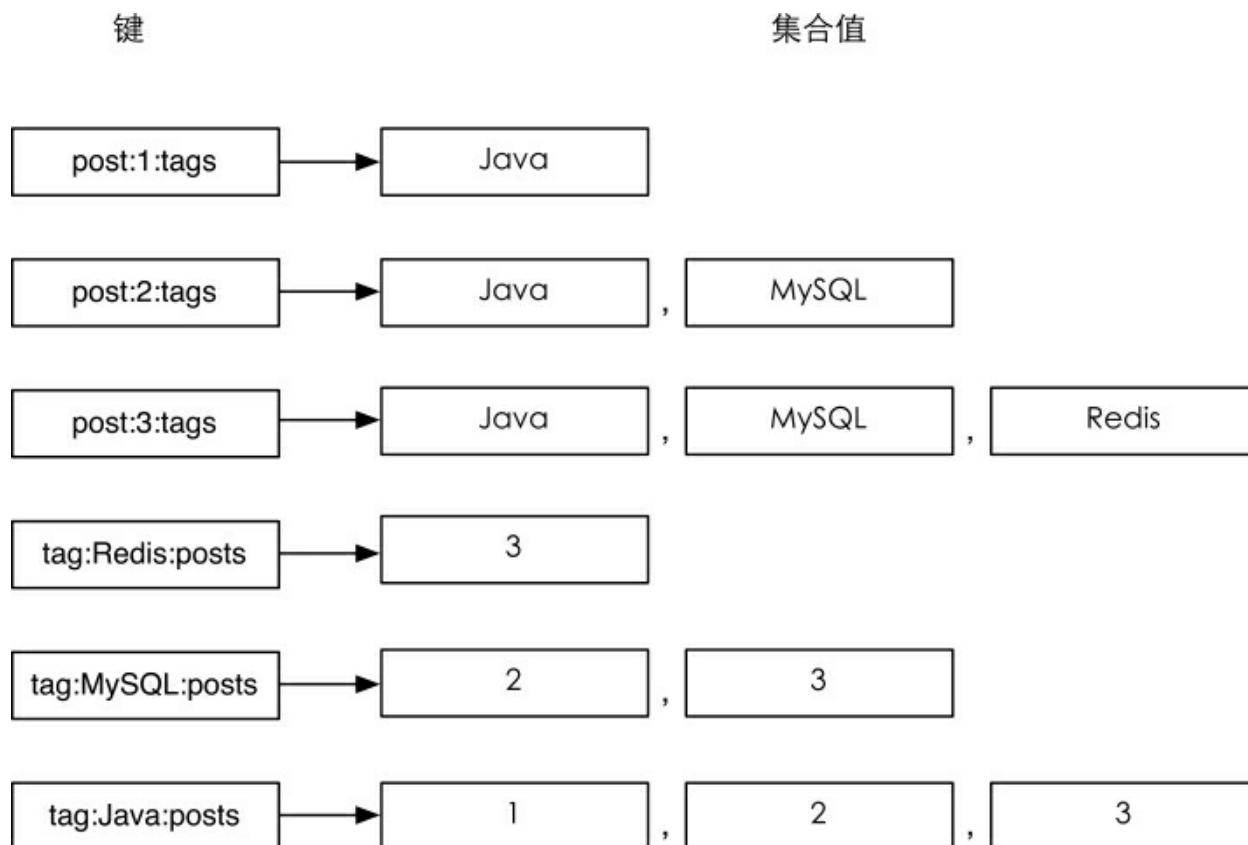 键 集合值
post:1:tags Java
post:2:tags Java , MySQL
post:3:tags Java , MySQL , Redis
tag:Redis:posts 3
tag:MySQL:posts 2 , 3
tag:Java:posts 1 , 2 , 3